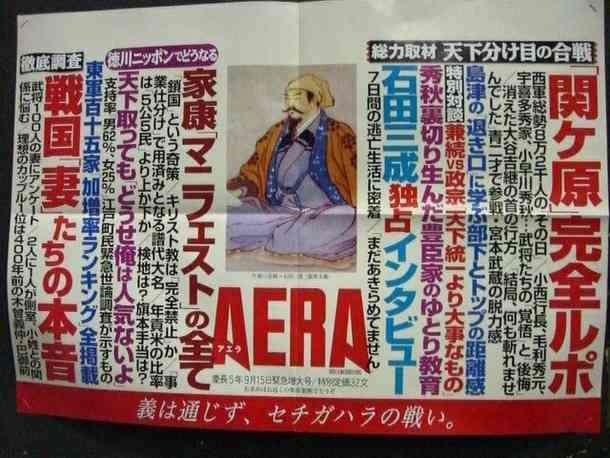 総力取材 天下分け目の合戦
「関ケ原」完全ルポ
西軍総勢8万2千人の「その日」/小西行長、毛利秀元、
宇喜多秀家、小早川秀秋…武将たちの「覚悟」と「後悔」
/消えた大谷吉継の首の行方/「結局、何も斬れませ
んでした」青二才で参戦 宮本武蔵の脱力感
島津の「退き口」に学ぶ部下とトップの距離感
特別対談 兼続vs政宗「天下統一より大事なもの」
秀秋「裏切り」生んだ豊臣家のゆとり教育
石田三成独占インタビュー
7日間の逃亡生活に密着/「まだあきらめてません」
徳川ニッポンでどうなる
家康「マニフェスト」の全て
「鎖国」という奇策/キリスト教は「完全禁止」か/「事
業仕分け」で用済みとなる譜代大名/年貢米の比率
は「5公5民」より上か下か/検地は?旗本手当は?
天下取っても「どうせ俺は人気ないよ」
支持率 男52%、女25% 江戸町民緊急世論調査が示すもの
東軍百十五家「加増率ランキング」全掲載
徹底調査
戦国「妻」たちの本音
武将100人の妻にアンケート/2人に1人が「側室、小姓との関
係に悩む」/理想のカップル1位は400年前の木曽義仲・巴御前
AERA
アエラ
慶長5年9月15日緊急増大号/特別定価32文
義は通じず、セチガハラの戦い。